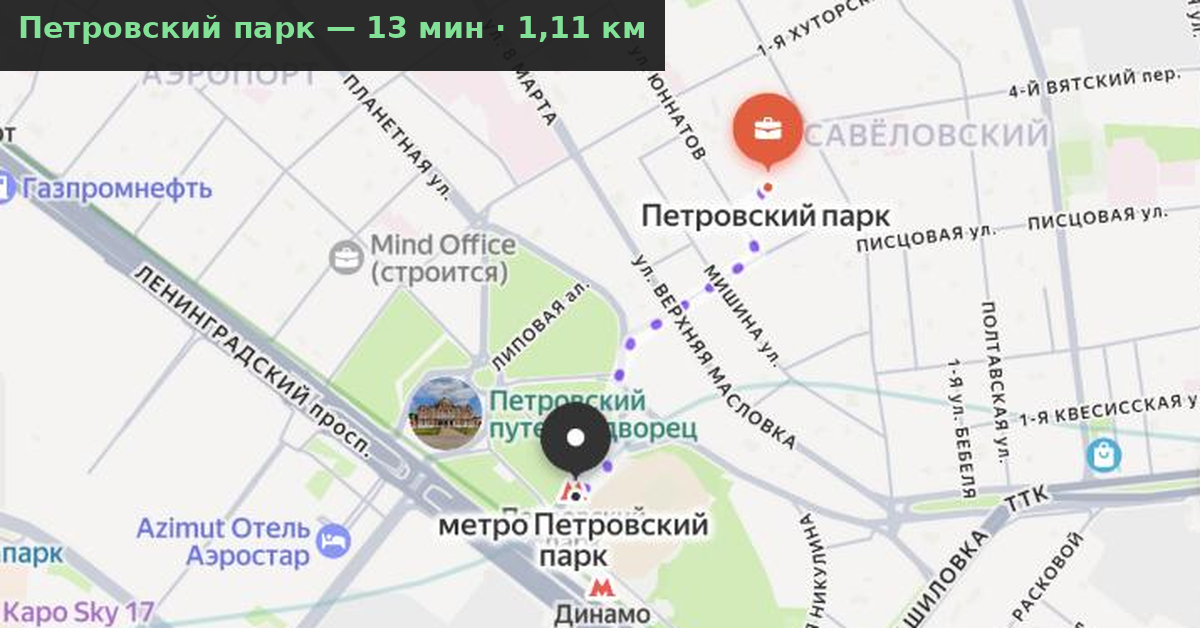 Петровский парк — 13 мин · 1,11 км
АЭРОПОРТ
ПЛАНЕТНАЯ ул.
8 МАРТА
ул. ЮННАТОВ
1-Я ХУТОРСК
4-Й ВЯТСКИЙ пер.
САВЁЛОВСКИЙ
Газпромнефть
Петровский парк
ПИСЦОВАЯ ул.
ПИСЦОВАЯ ул.
Mind Office
(строится)
ЛЕНИНГРАДСКИЙ просп.
ЛИПОВАЯ ал.
ул. ВЕРХНЯЯ МАСЛОВКА
МИШИНА ул.
ПОЛТАВСКАЯ ул.
1-Я ул. БЕБЕЛЯ
1-Я КВЕСИССКАЯ у
Петровский
путе дворец
ТТК
метро Петровский
парк
Azimut Отель
Аэростар
парк
Динамо
Каро Sky 17
Я НИКУЛИНА
ШИЛОВКА
РАСКОВОЙ